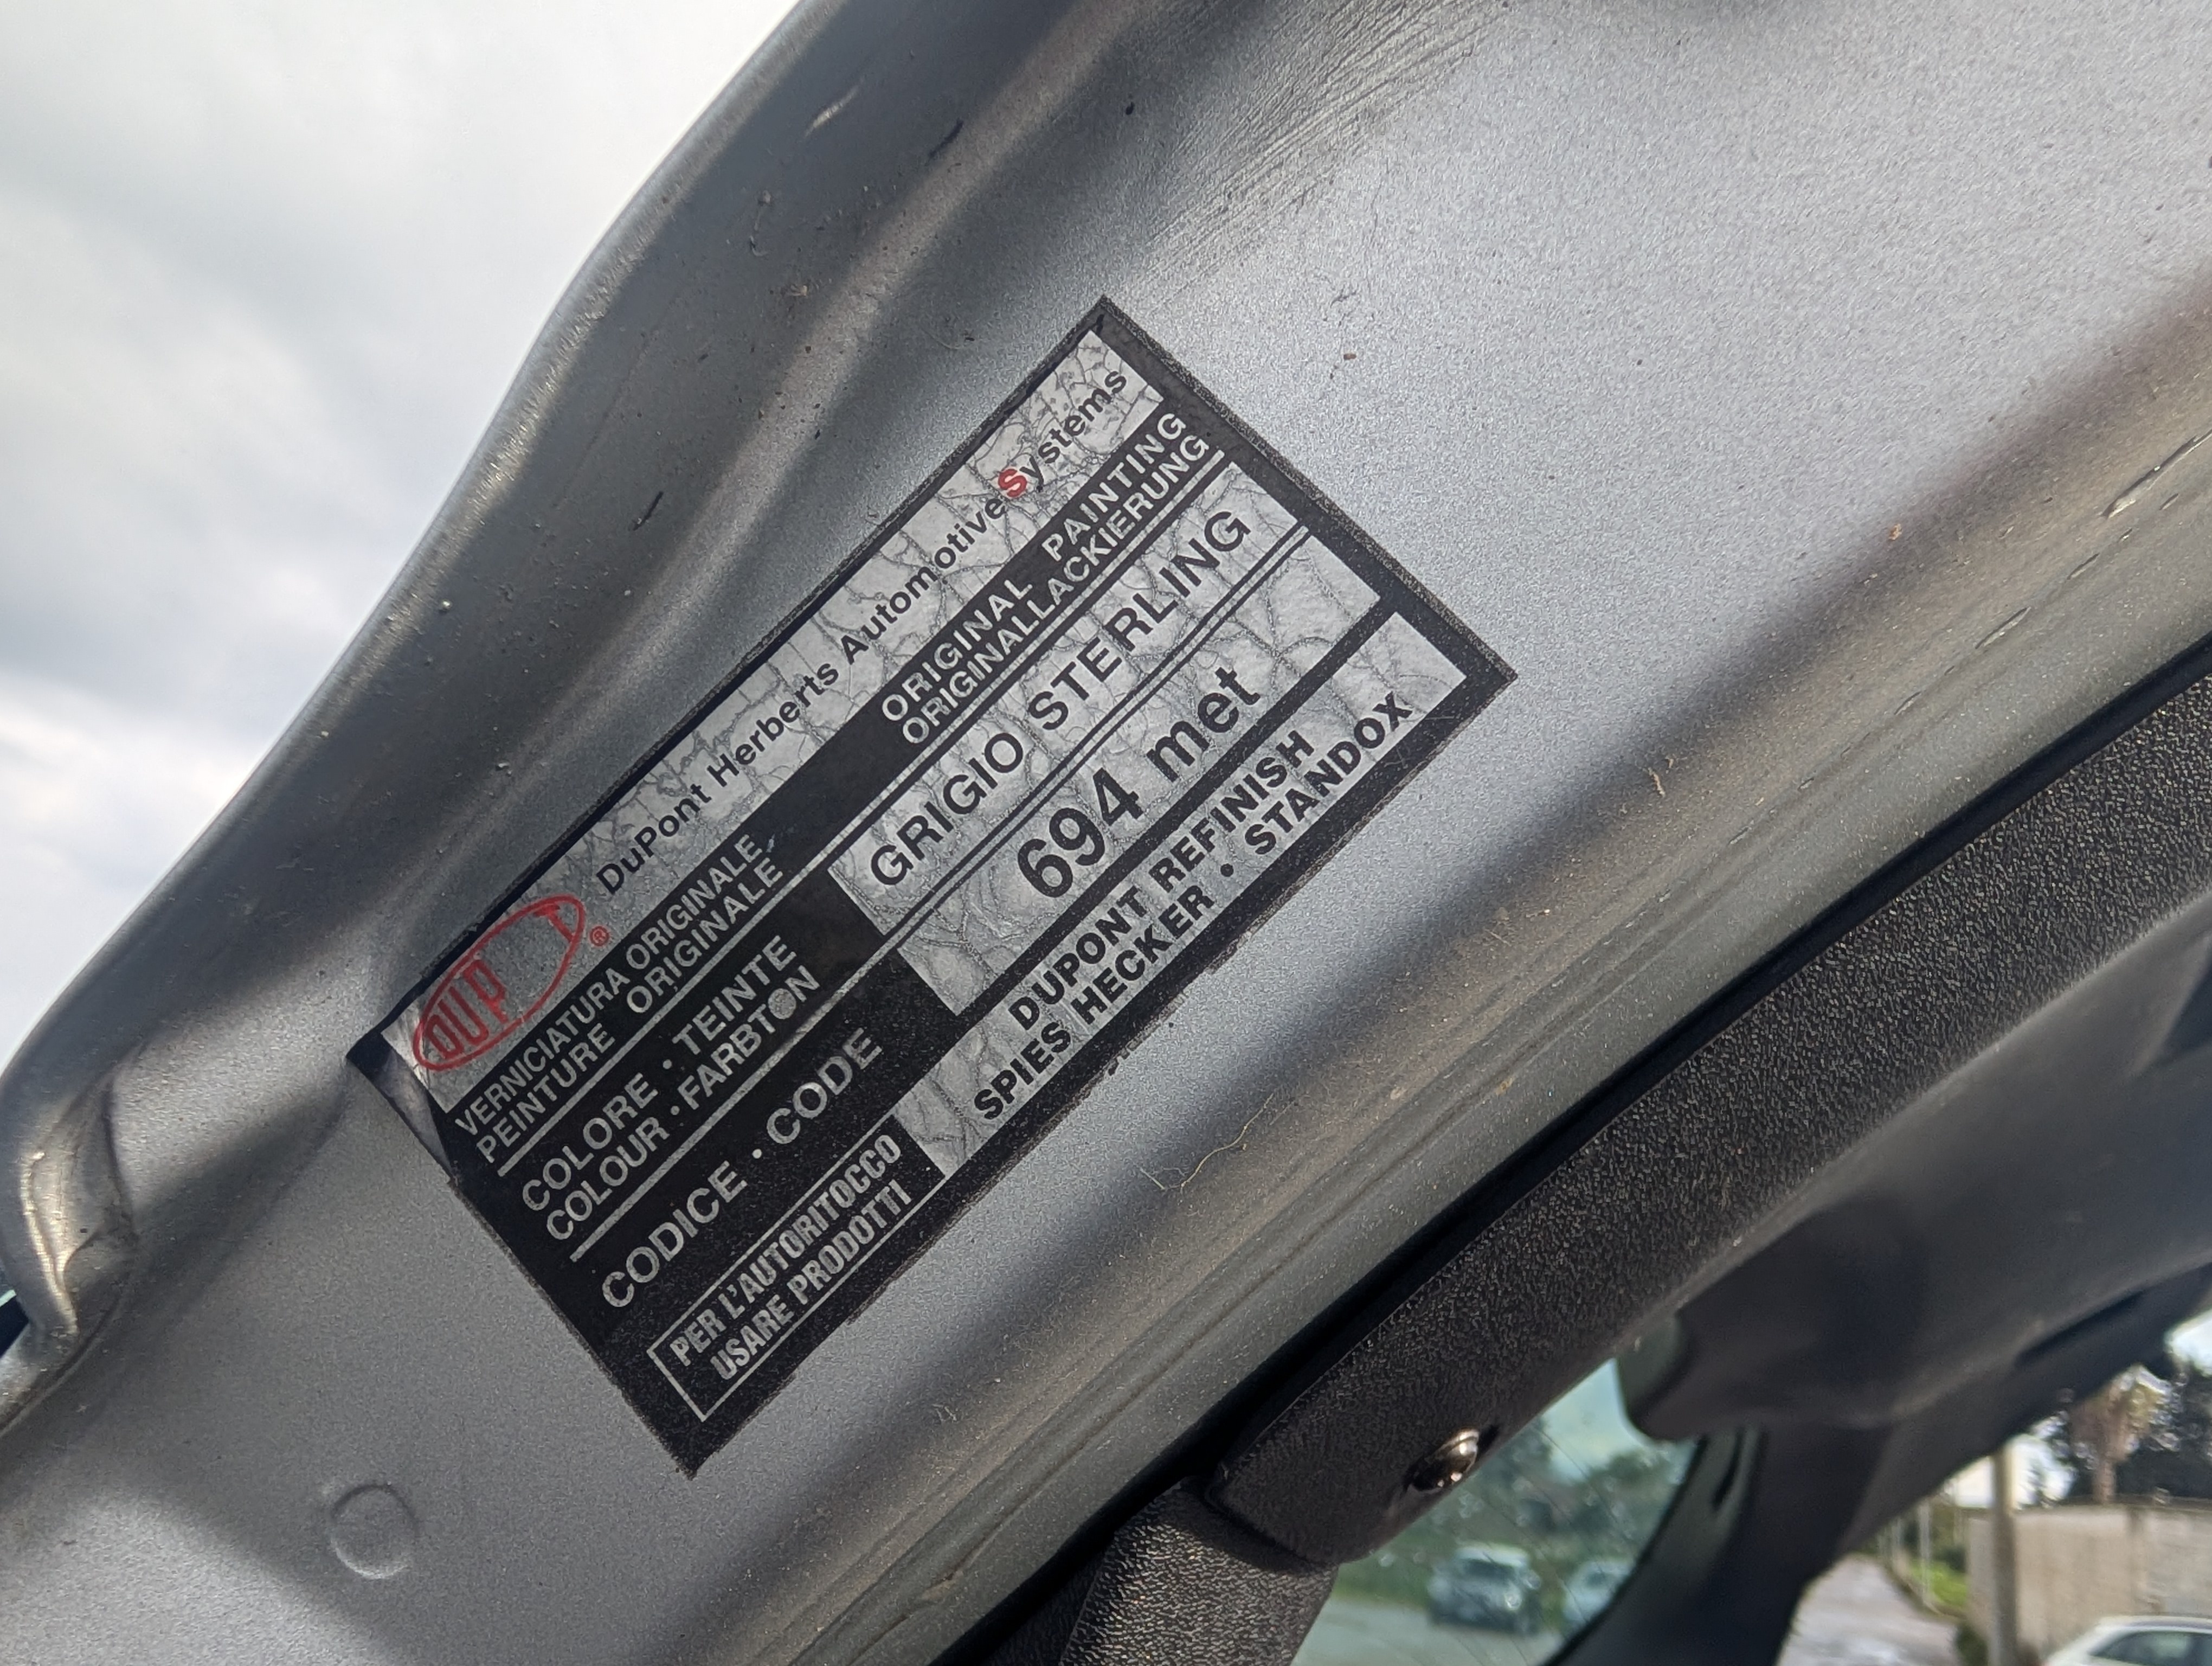 DUP
®
DuPont Herberts Automotive Systems
VERNICIATURA ORIGINALE
PEINTURE ORIGINALE
ORIGINAL PAINTING
ORIGINALLACKIERUNG
COLORE · TEINTE
COLOUR · FARBTON
GRIGIO STERLING
CODICE · CODE
694 met
PER L'AUTORITOCCO
USARE PRODOTTI
DUPONT REFINISH
SPIES HECKER · STANDOX